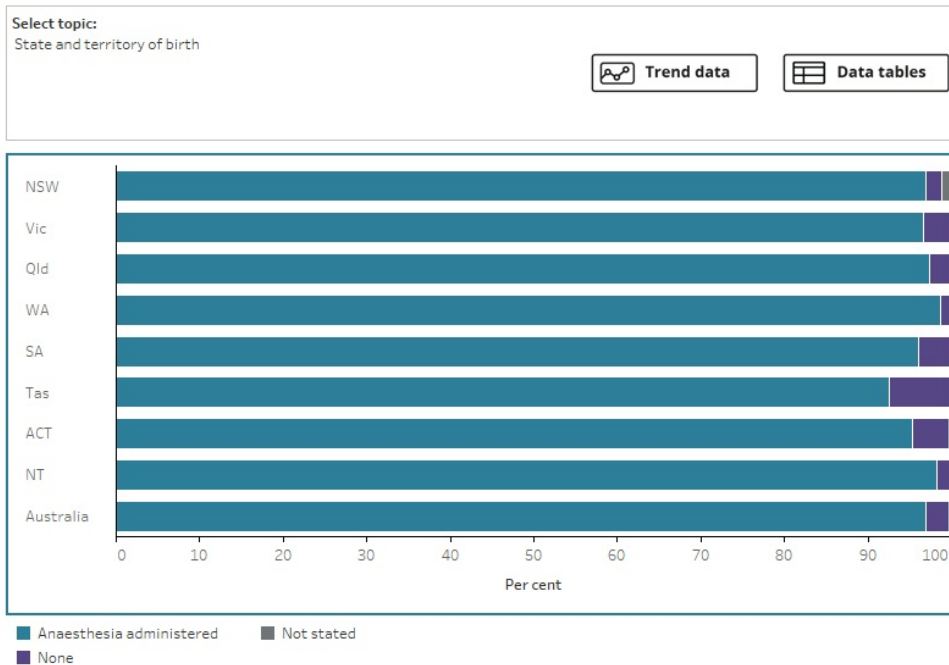 Select topic:
State and territory of birth
Trend data
Data tables
NSW
Vic
Qld
WA
SA
Tas
ACT
NT
Australia
0 10 20 30 40 50 60 70 80 90 100
Per cent
Anaesthesia administered
Not stated
None